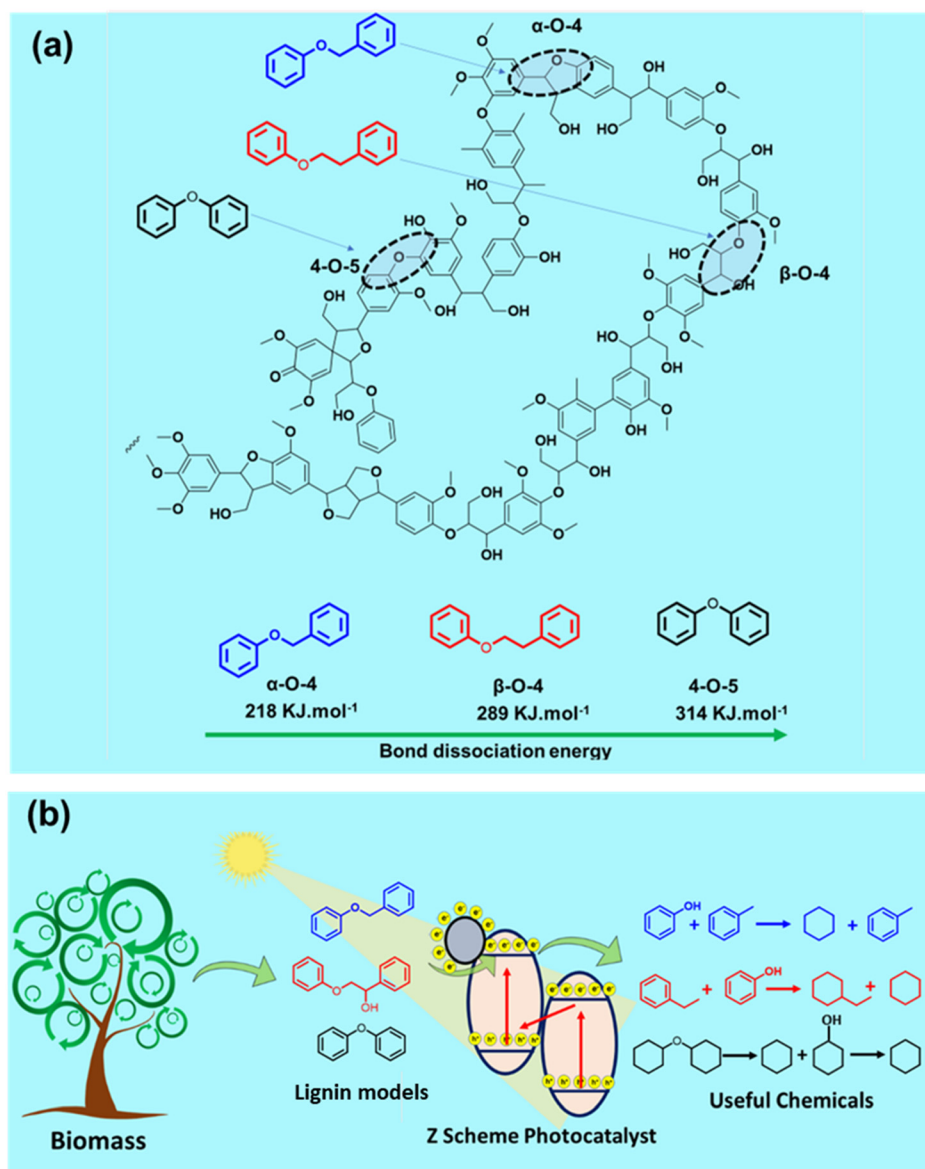 (a)
α-O-4
4-O-5
β-O-4
α-O-4
β-O-4
4-O-5
218 KJ.mol⁻¹
289 KJ.mol⁻¹
314 KJ.mol⁻¹
Bond dissociation energy
(b)
Biomass
Lignin models
Z Scheme Photocatalyst
Useful Chemicals